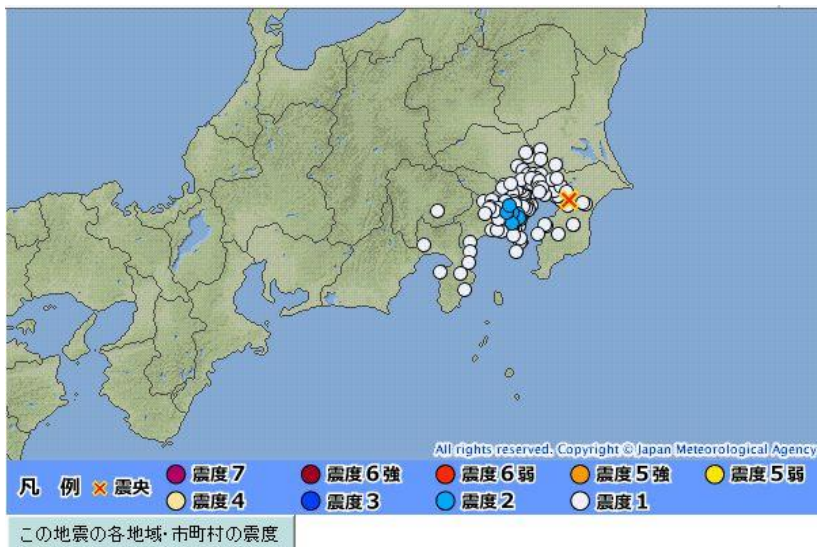 All rights reserved. Copyright © Japan Meteorological Agency
凡 例 震央 震度7 震度6強 震度6弱 震度5強 震度5弱
震度4 震度3 震度2 震度1
この地震の各地域・市町村の震度